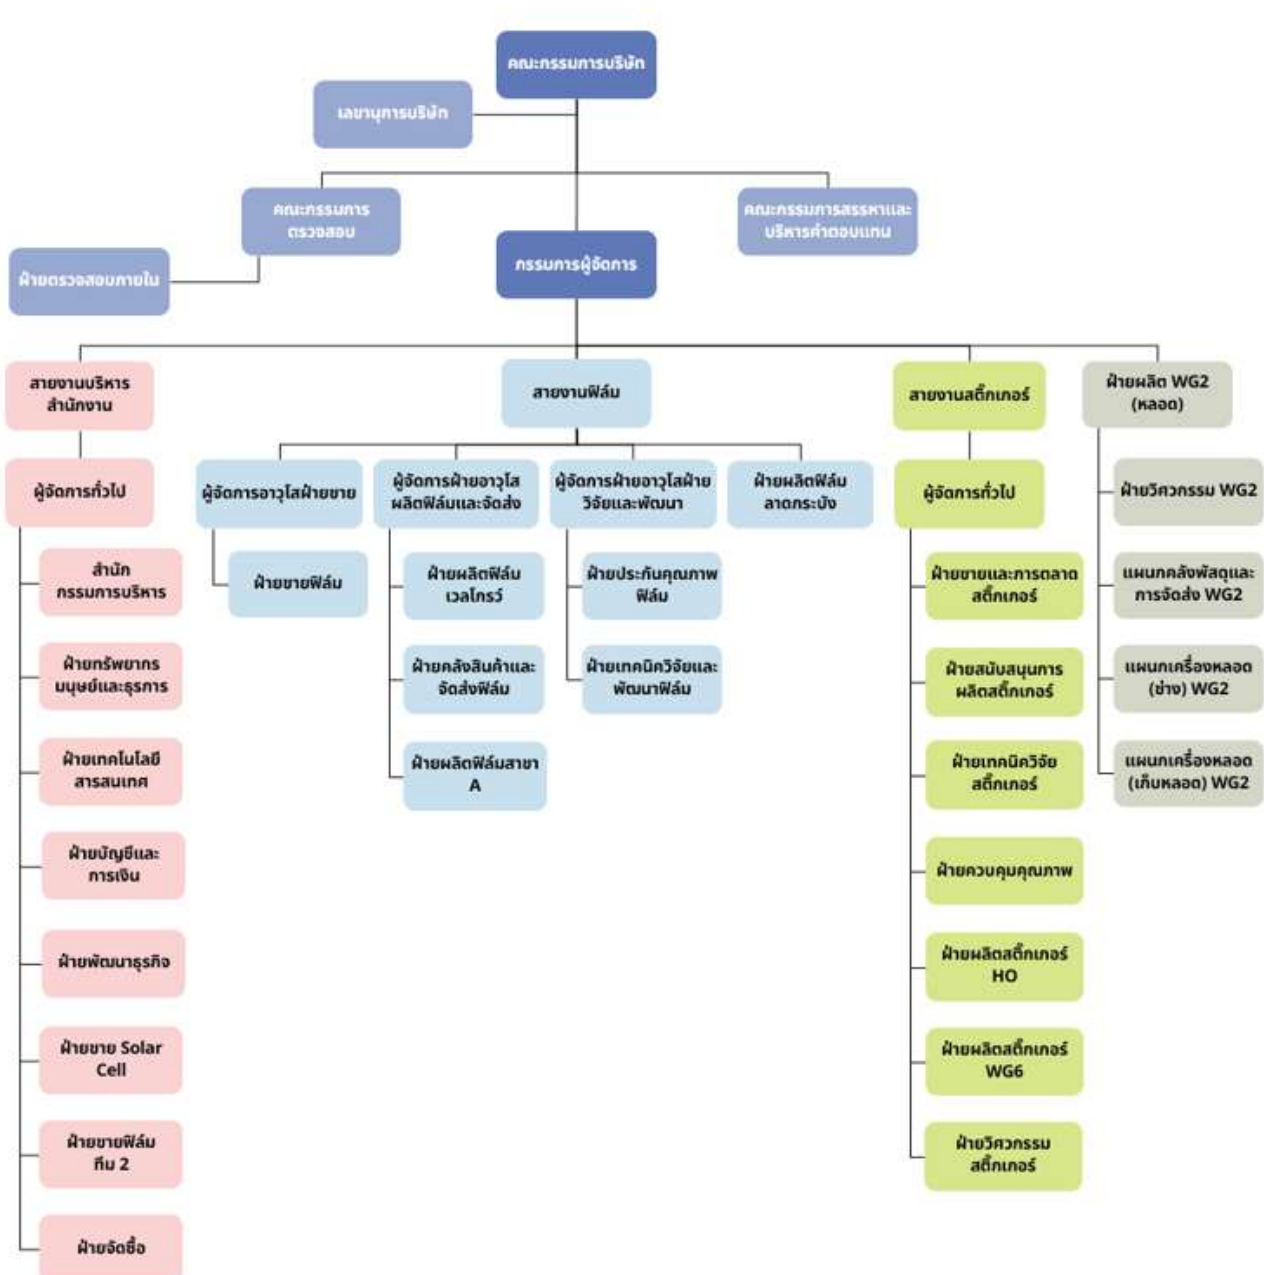 คณะกรรมการบริษัท
เลขานุการบริษัท
คณะกรรมการ
ตรวจสอบ
คณะกรรมการสรรหาและ
บริหารค่าตอบแทน
ฝ่ายตรวจสอบภายใน
กรรมการผู้จัดการ
สายงานบริหาร
สำนักงาน
สายงานฟิล์ม
สายงานสติ๊กเกอร์
ฝ่ายผลิต WG2
(หลอด)
ผู้จัดการทั่วไป
สำนัก
กรรมการบริหาร
ฝ่ายทรัพยากร
มนุษย์และธุรการ
ฝ่ายเทคโนโลยี
สารสนเทศ
ฝ่ายบัญชีและ
การเงิน
ฝ่ายพัฒนาธุรกิจ
ฝ่ายขาย Solar
Cell
ฝ่ายขายฟิล์ม
ทีม 2
ฝ่ายจัดซื้อ
ผู้จัดการอาวุโสฝ่ายขาย
ฝ่ายขายฟิล์ม
ผู้จัดการฝ่ายอาวุโส
ผลิตฟิล์มและจัดส่ง
ฝ่ายผลิตฟิล์ม
เวลโกรว์
ฝ่ายคลังสินค้าและ
จัดส่งฟิล์ม
ฝ่ายผลิตฟิล์มสาขา
A
ผู้จัดการฝ่ายอาวุโสฝ่าย
วิจัยและพัฒนา
ฝ่ายประกันคุณภาพ
ฟิล์ม
ฝ่ายเทคนิควิจัยและ
พัฒนาฟิล์ม
ฝ่ายผลิตฟิล์ม
ลาดกระบัง
ผู้จัดการทั่วไป
ฝ่ายขายและการตลาด
สติ๊กเกอร์
ฝ่ายสนับสนุนการ
ผลิตสติ๊กเกอร์
ฝ่ายเทคนิควิจัย
สติ๊กเกอร์
ฝ่ายควบคุมคุณภาพ
ฝ่ายผลิตสติ๊กเกอร์
HO
ฝ่ายผลิตสติ๊กเกอร์
WG6
ฝ่ายวิศวกรรม
สติ๊กเกอร์
ฝ่ายวิศวกรรม WG2
แผนกคลังพัสดุและ
การจัดส่ง WG2
แผนกเครื่องหลอด
(ช่าง) WG2
แผนกเครื่องหลอด
(เก็บหลอด) WG2